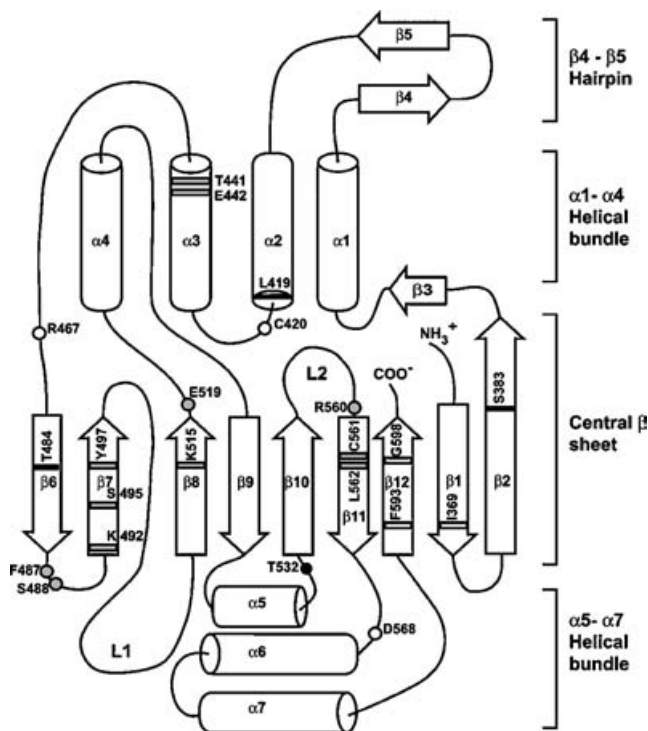 β5
β4
β4 - β5
Hairpin
T441
E442
α4
α3
α2
α1
α1- α4
Helical
bundle
L419
β3
C420
R467
NH₃⁺
L2
COO⁻
S383
E519
R560
Central β
sheet
T484
Y497
K515
C561
G598
β6
β7
β8
β9
β10
L562
β12
β1
β2
S495
F593
I369
β11
K492
F487
S488
T532
α5
D568
α5- α7
Helical
bundle
L1
α6
α7